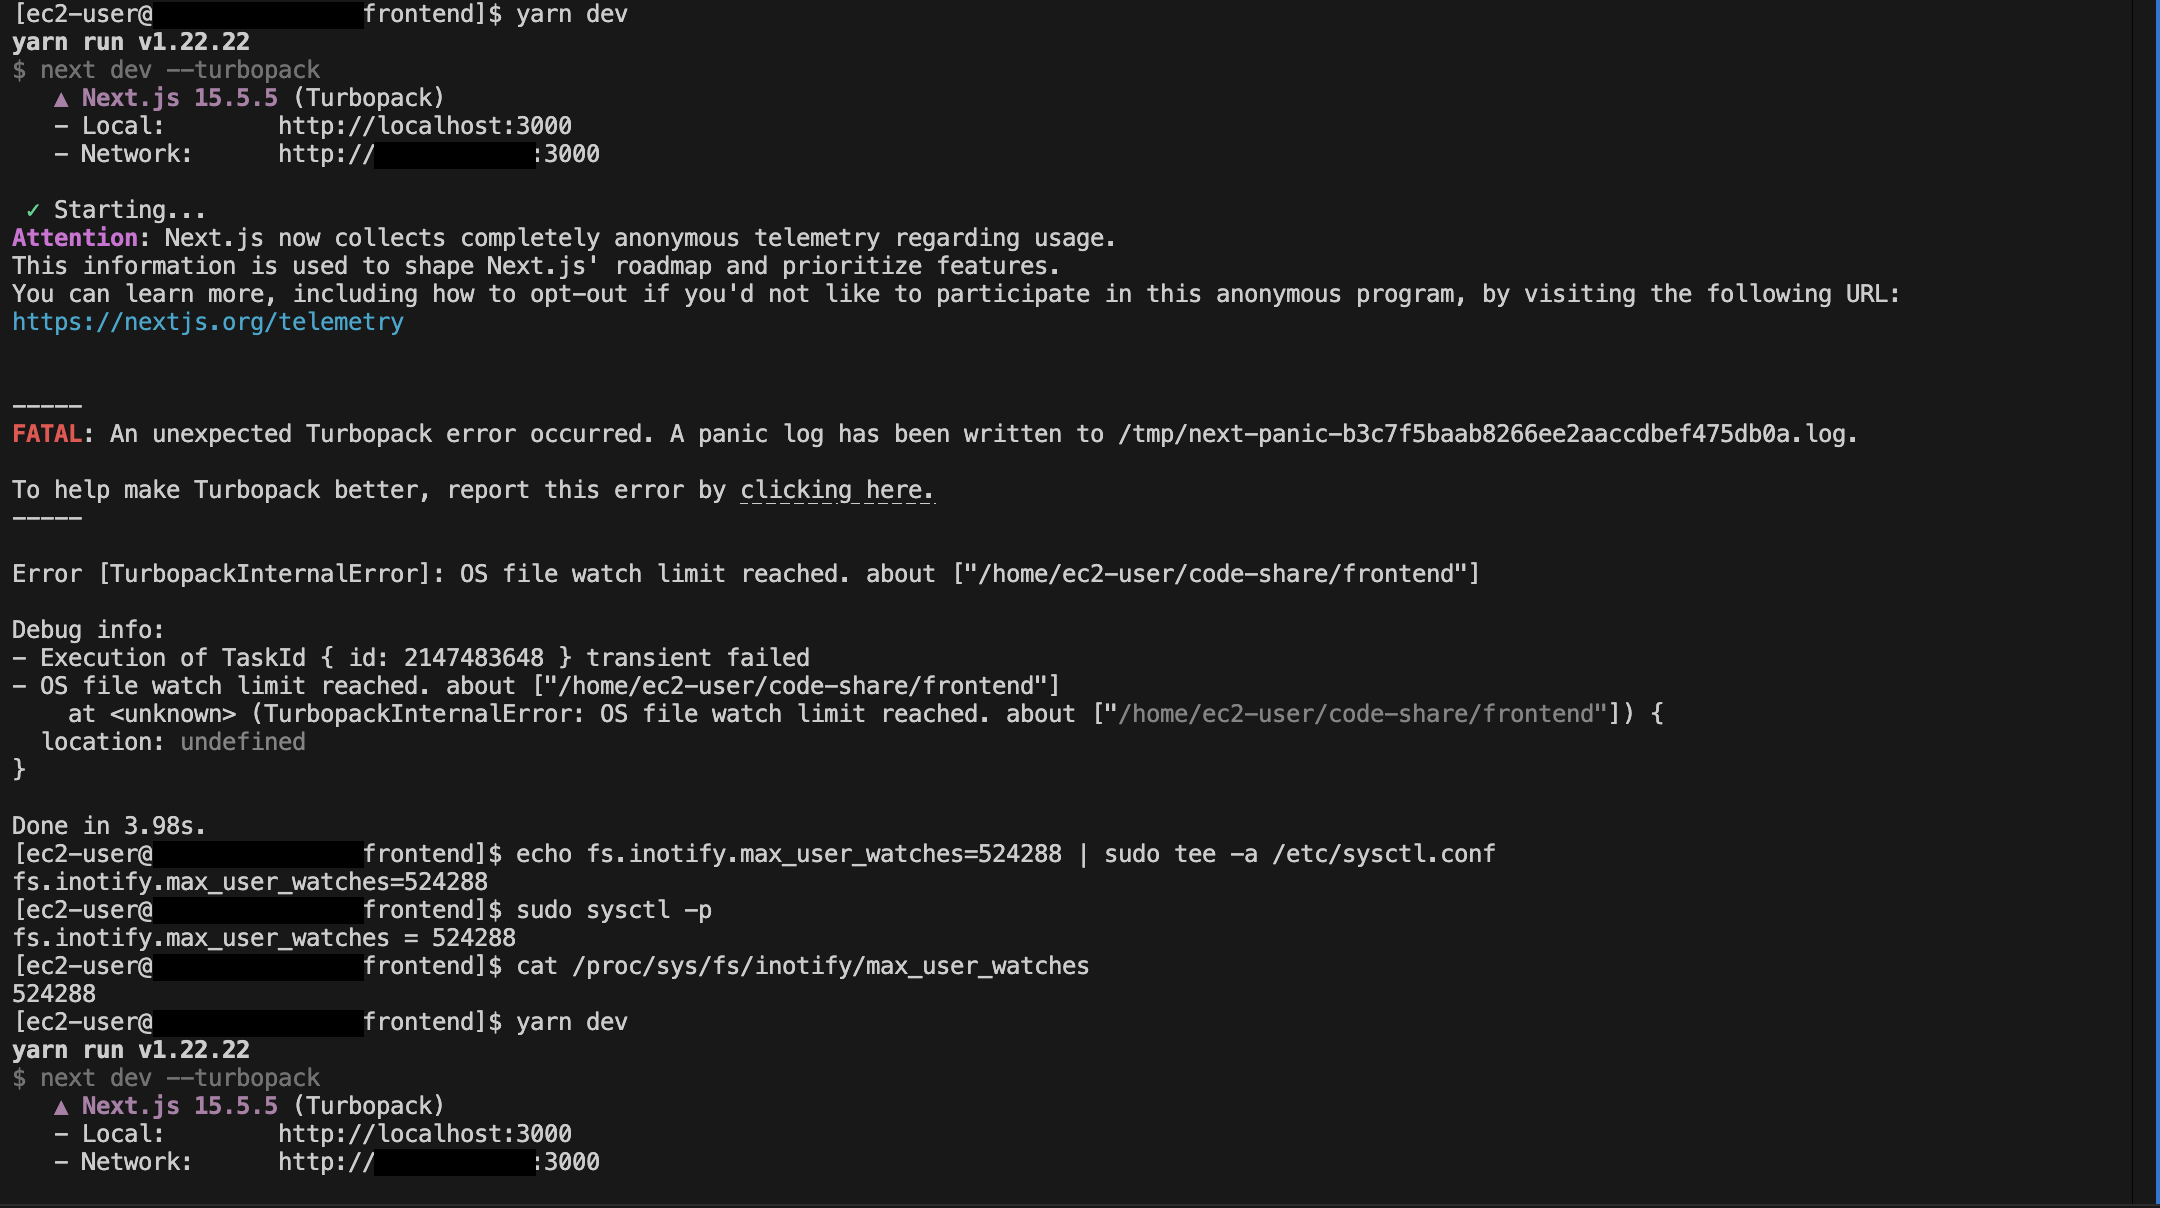 [ec2-user@ frontend]$ yarn dev
yarn run v1.22.22
$ next dev --turbopack
▲ Next.js 15.5.5 (Turbopack)
- Local:        http://localhost:3000
- Network:      http:// :3000
✓ Starting...
Attention: Next.js now collects completely anonymous telemetry regarding usage.
This information is used to shape Next.js' roadmap and prioritize features.
You can learn more, including how to opt-out if you'd not like to participate in this anonymous program, by visiting the following URL:
https://nextjs.org/telemetry
-----
FATAL: An unexpected Turbopack error occurred. A panic log has been written to /tmp/next-panic-b3c7f5baab8266ee2aaccdbef475db0a.log.
To help make Turbopack better, report this error by clicking here.
-----
Error [TurbopackInternalError]: OS file watch limit reached. about ["/home/ec2-user/code-share/frontend"]
Debug info:
- Execution of TaskId { id: 2147483648 } transient failed
- OS file watch limit reached. about ["/home/ec2-user/code-share/frontend"]
    at <unknown> (TurbopackInternalError: OS file watch limit reached. about ["/home/ec2-user/code-share/frontend"]) {
  location: undefined
}
Done in 3.98s.
[ec2-user@ frontend]$ echo fs.inotify.max_user_watches=524288 | sudo tee -a /etc/sysctl.conf
fs.inotify.max_user_watches=524288
[ec2-user@ frontend]$ sudo sysctl -p
fs.inotify.max_user_watches = 524288
[ec2-user@ frontend]$ cat /proc/sys/fs/inotify/max_user_watches
524288
[ec2-user@ frontend]$ yarn dev
yarn run v1.22.22
$ next dev --turbopack
▲ Next.js 15.5.5 (Turbopack)
- Local:        http://localhost:3000
- Network:      http:// :3000